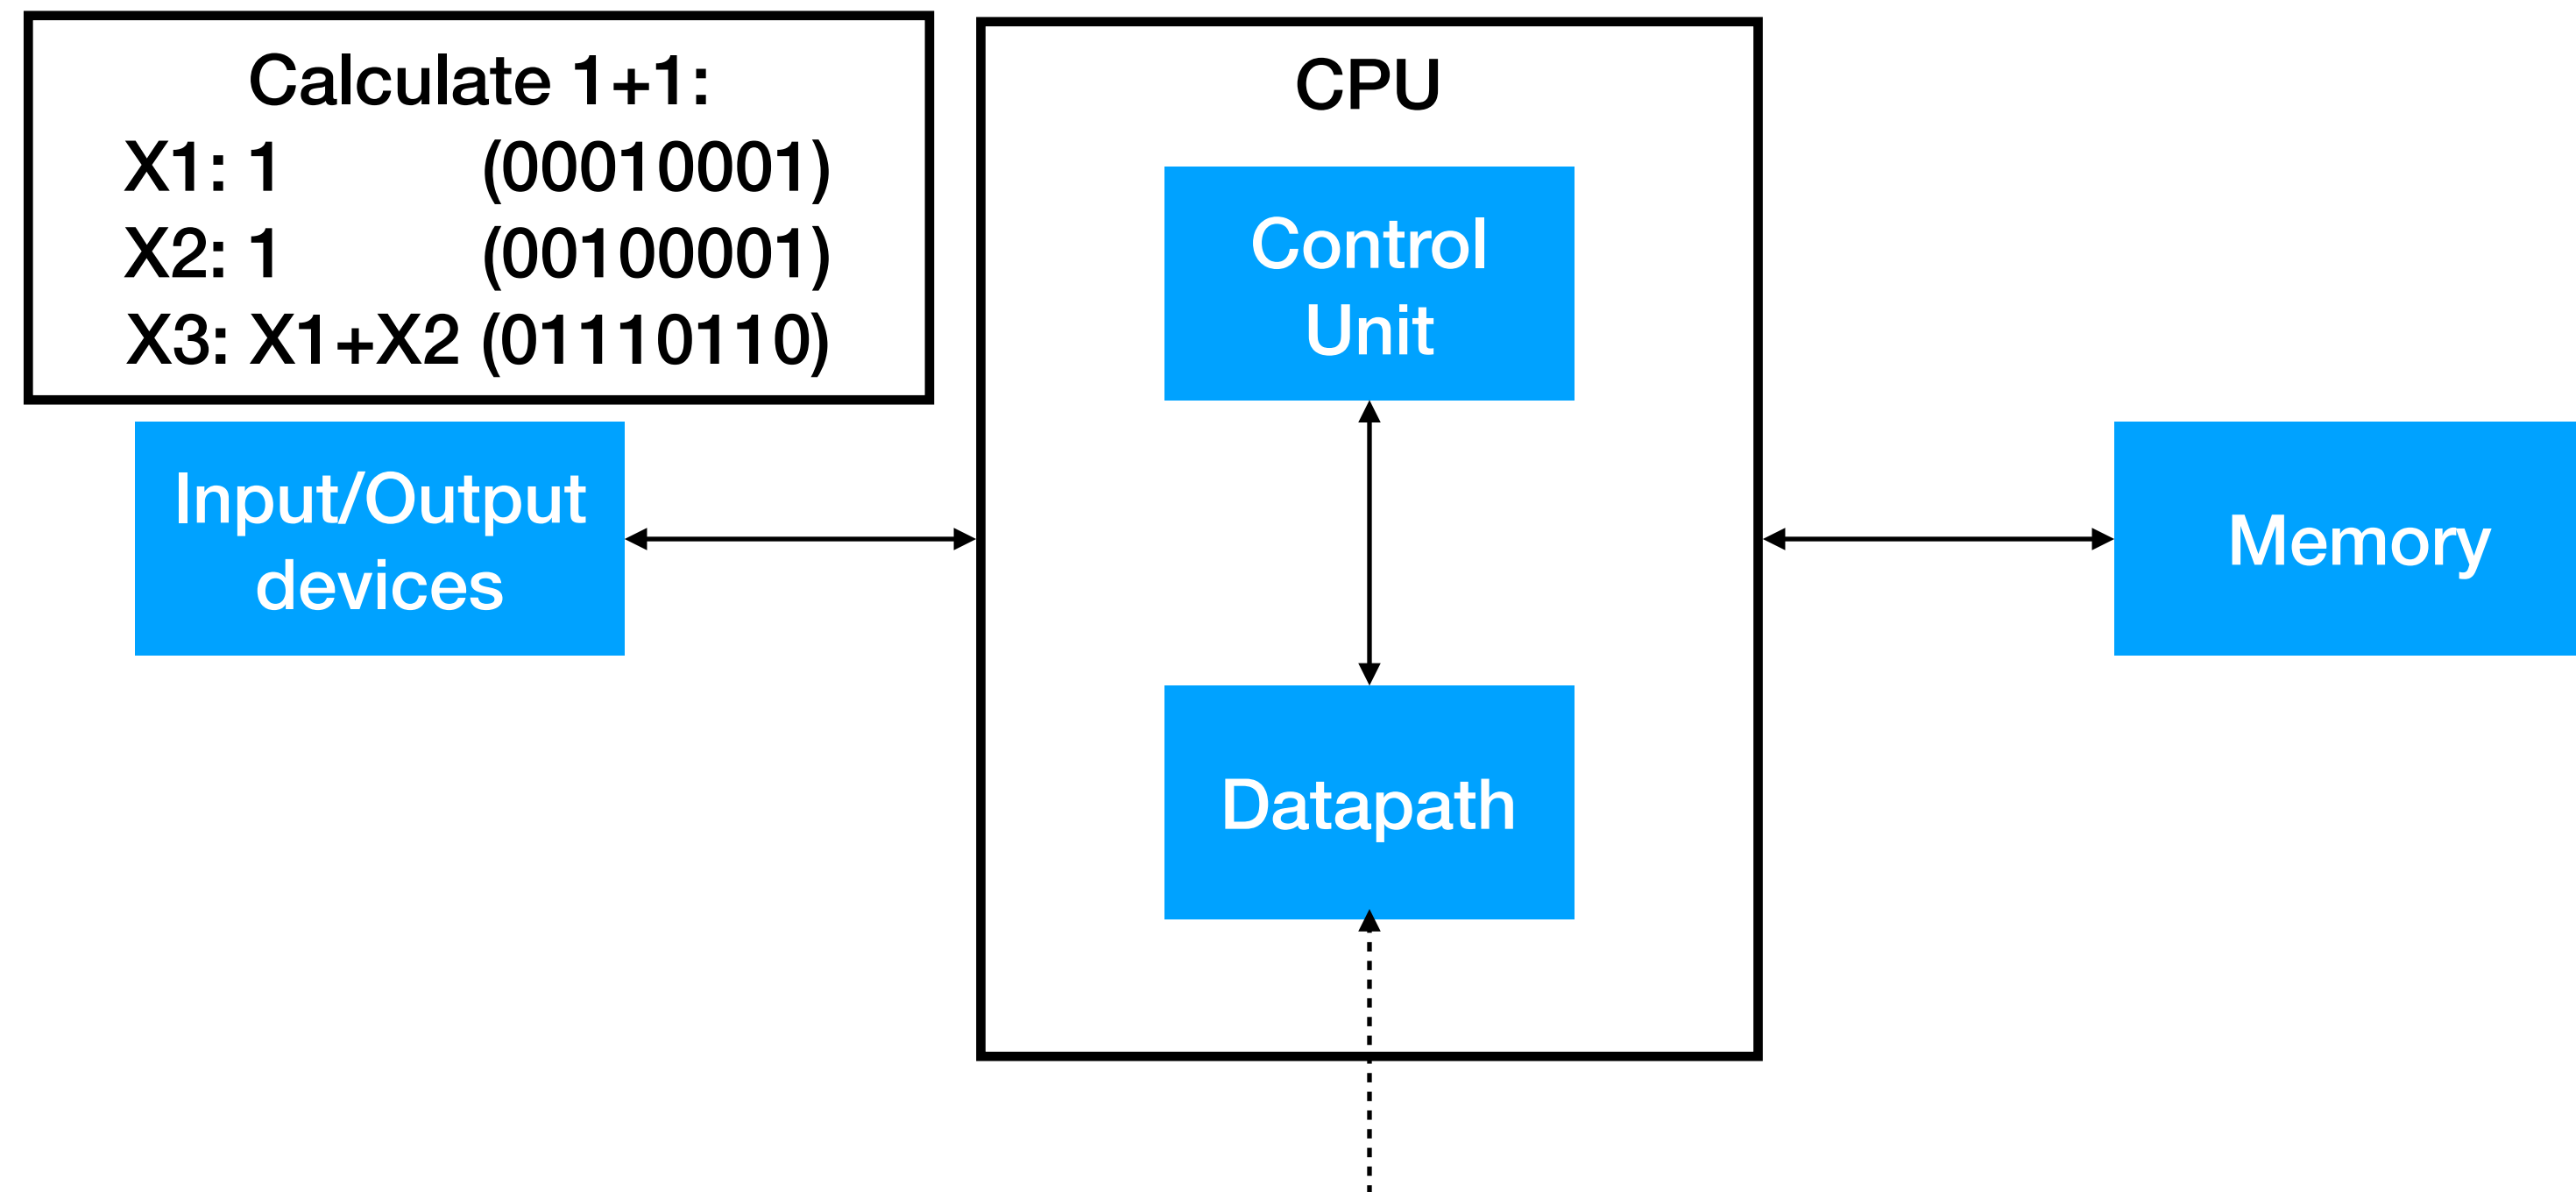 Calculate 1+1:
X1: 1 (00010001)
X2: 1 (00100001)
X3: X1+X2 (01110110)
Input/Output
devices
CPU
Control
Unit
Datapath
Memory